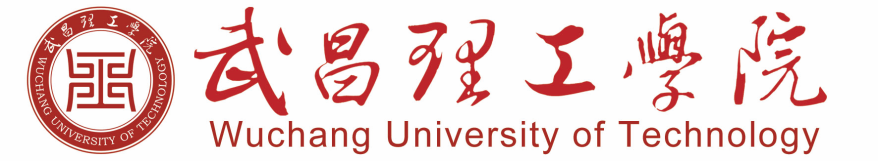 武昌理工學院
WUCHANG UNIVERSITY OF TECHNOLOGY
武昌理工學院
Wuchang University of Technology